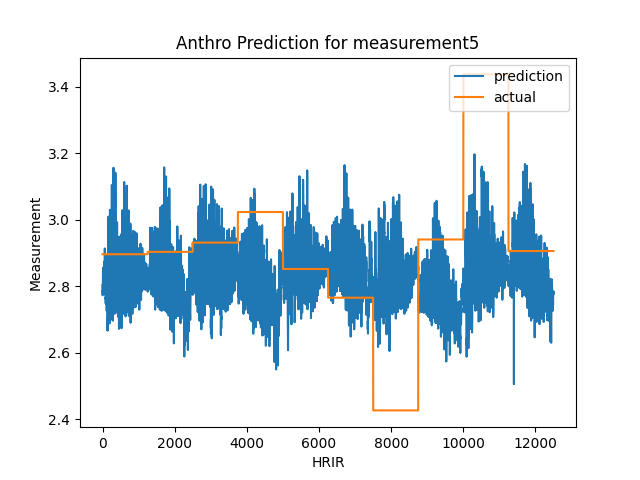 Anthro Prediction for measurement5
prediction
actual
Measurement
3.4
3.2
3.0
2.8
2.6
2.4
0
2000
4000
6000
8000
10000
12000
HRIR